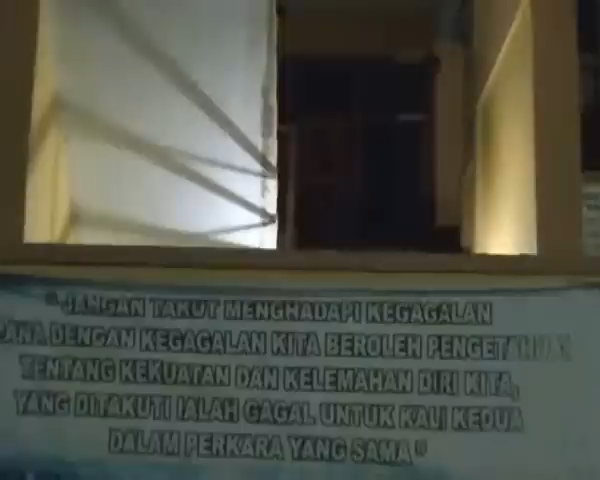 "JANGAN TAKUT MENGHADAPI KEGAGALAN
DENGAN KEGAGALAN KITA BEROLEH PENGETAHUAN
TENTANG KEKUATAN DAN KELEMAHAN DIRI KITA,
YANG DITAKUTI IALAH GAGAL UNTUK KALI KEDUA
DALAM PERKARA YANG SAMA"